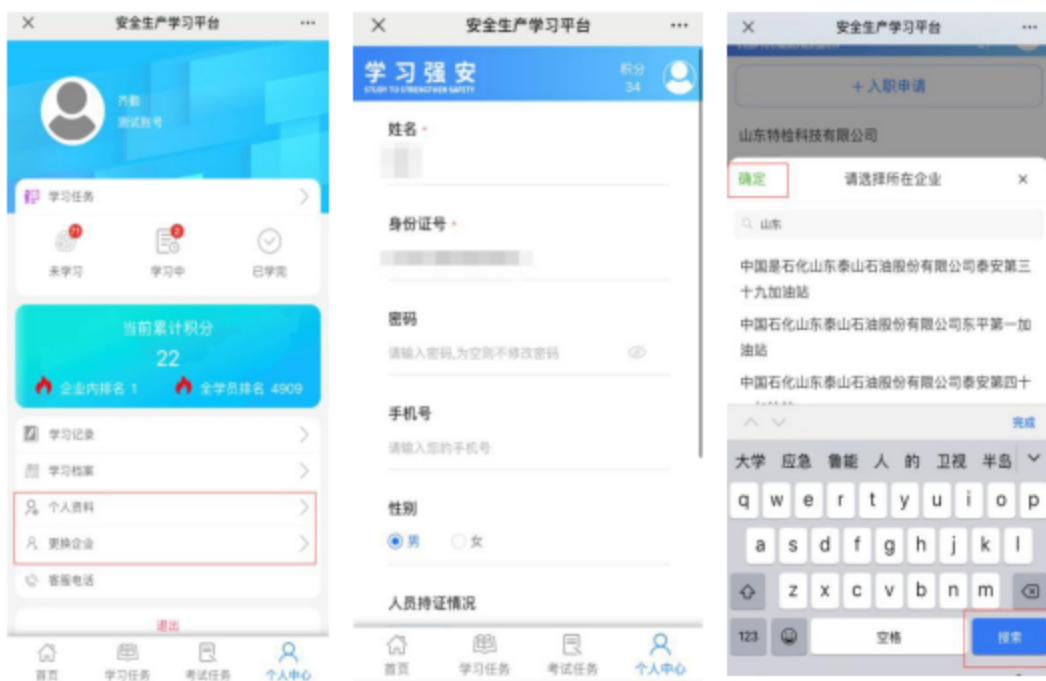 安全生产学习平台
齐勤
测试账号
学习任务
71
2
未学习
学习中
已学完
当前累计积分
22
企业内排名 1
全学员排名 4909
学习记录
学习档案
个人资料
更换企业
客服电话
退出
首页
学习任务
考试任务
个人中心
安全生产学习平台
学习强安
STUDY TO STRENGTHEN SAFETY
积分
34
姓名 *
身份证号 *
密码
请输入密码,为空则不修改密码
手机号
请输入您的手机号
性别
男
女
人员持证情况
首页
学习任务
考试任务
个人中心
安全生产学习平台
+ 入职申请
山东特检科技有限公司
确定
请选择所在企业
山东
中国是石化山东泰山石油股份有限公司泰安第三
十九加油站
中国石化山东泰山石油股份有限公司东平第一加
油站
中国石化山东泰山石油股份有限公司泰安第四十
完成
大学 应急 鲁能 人 的 卫视 半岛
q w e r t y u i o p
a s d f g h j k l
z x c v b n m
123
空格
搜索